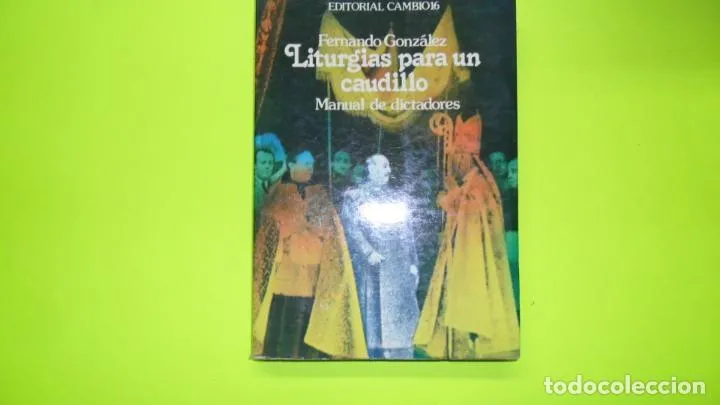 EDITORIAL CAMBIO16
Fernando González
Liturgias para un
caudillo
Manual de dictadores
todocoleccion